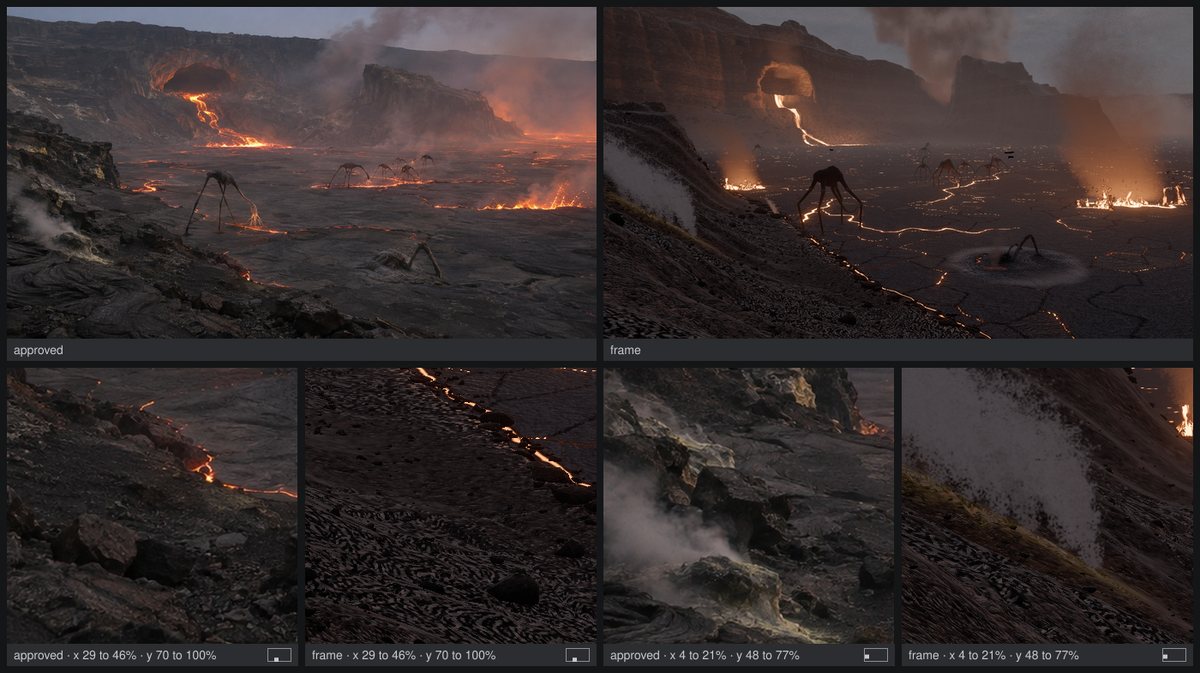 approved
frame
approved · x 29 to 46% · y 70 to 100%
frame · x 29 to 46% · y 70 to 100%
approved · x 4 to 21% · y 48 to 77%
frame · x 4 to 21% · y 48 to 77%